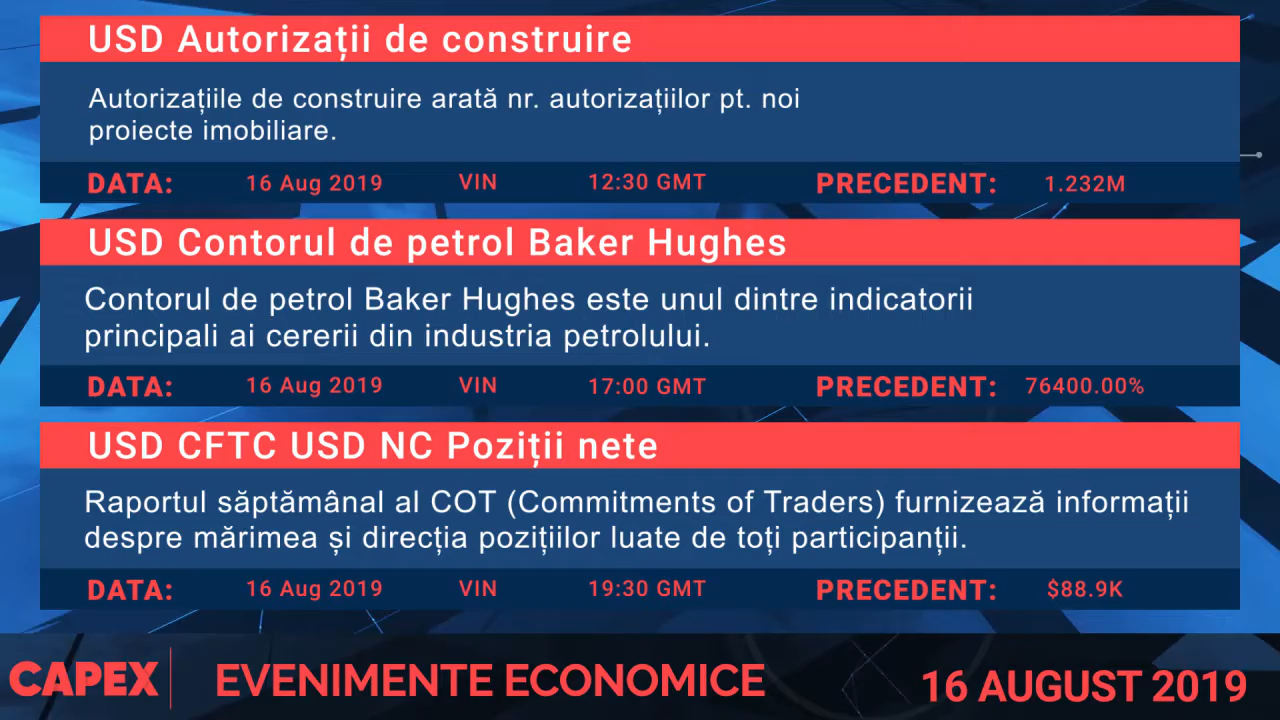 USD Autorizații de construire
Autorizațiile de construire arată nr. autorizațiilor pt. noi
proiecte imobiliare.
DATA: 16 Aug 2019 VIN 12:30 GMT PRECEDENT: 1.232M
USD Contorul de petrol Baker Hughes
Contorul de petrol Baker Hughes este unul dintre indicatorii
principali ai cererii din industria petrolului.
DATA: 16 Aug 2019 VIN 17:00 GMT PRECEDENT: 76400.00%
USD CFTC USD NC Poziții nete
Raportul săptămânal al COT (Commitments of Traders) furnizează informații
despre mărimea și direcția pozițiilor luate de toți participanții.
DATA: 16 Aug 2019 VIN 19:30 GMT PRECEDENT: $88.9K
CAPEX EVENIMENTE ECONOMICE 16 AUGUST 2019